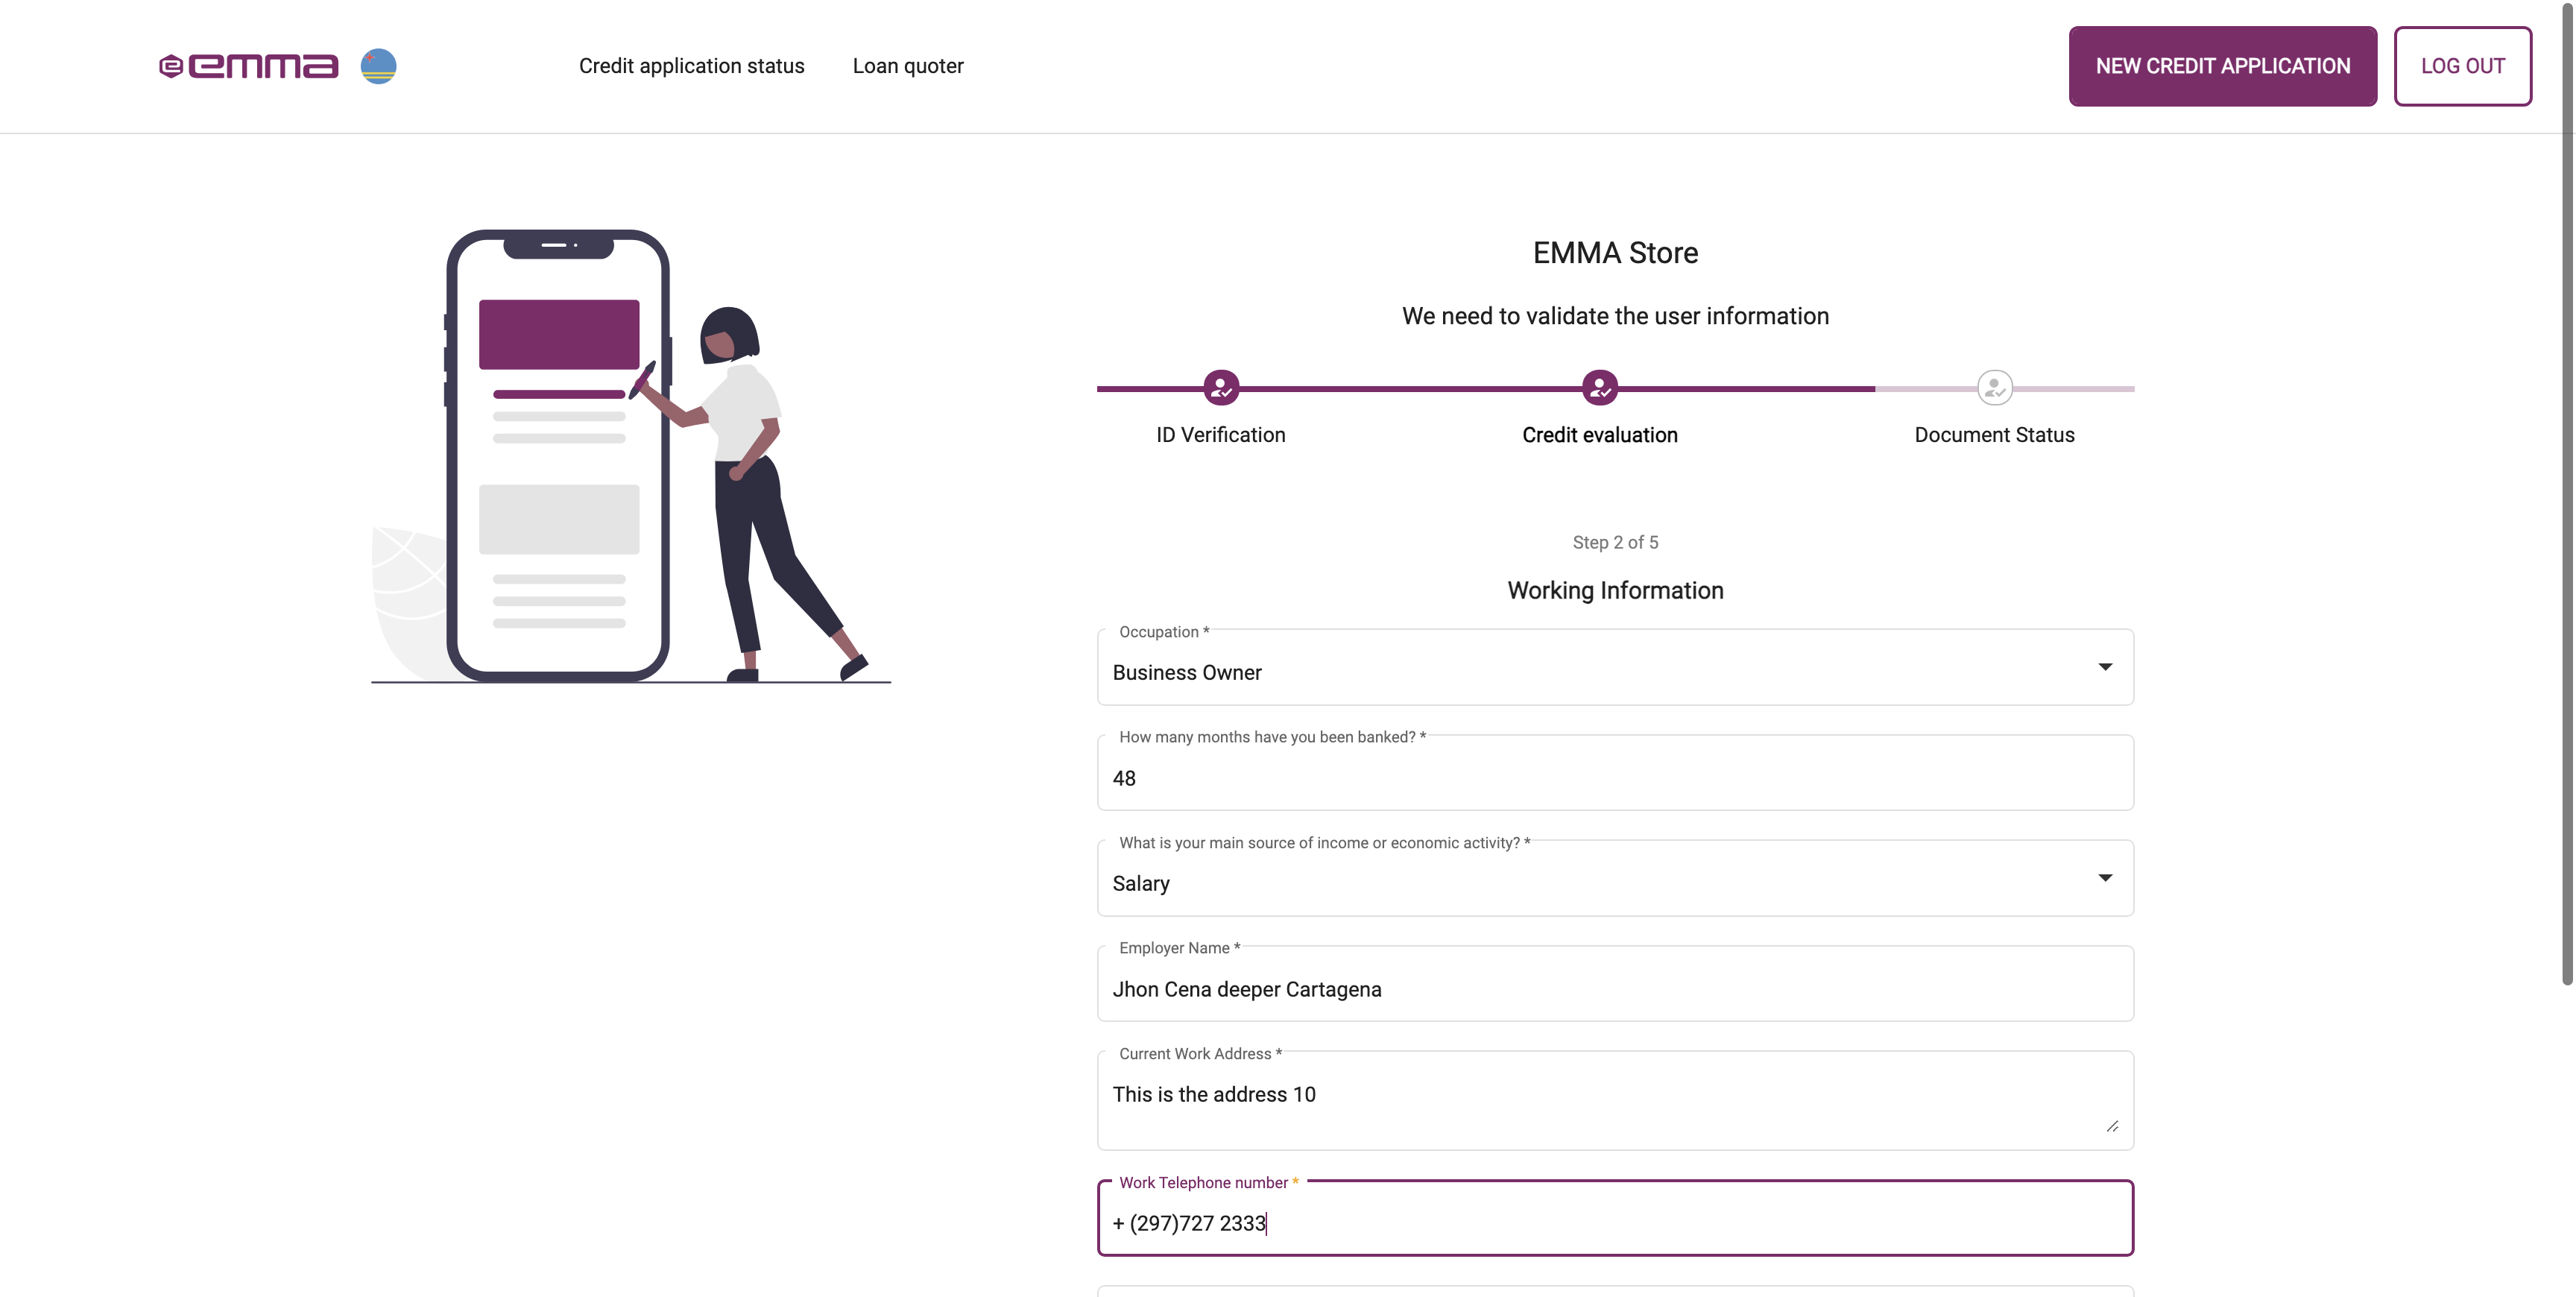 emma
Credit application status
Loan quoter
NEW CREDIT APPLICATION
LOG OUT
EMMA Store
We need to validate the user information
ID Verification
Credit evaluation
Document Status
Step 2 of 5
Working Information
Occupation *
Business Owner
How many months have you been banked? *
48
What is your main source of income or economic activity? *
Salary
Employer Name *
Jhon Cena deeper Cartagena
Current Work Address *
This is the address 10
Work Telephone number *
+ (297)727 2333